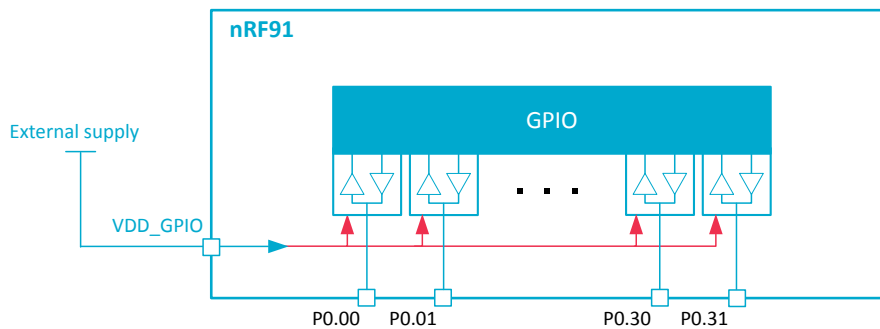 nRF91
GPIO
External supply
VDD_GPIO
P0.00
P0.01
P0.30
P0.31